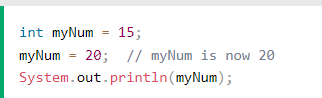 int myNum = 15;
myNum = 20;  // myNum is now 20
System.out.println(myNum);